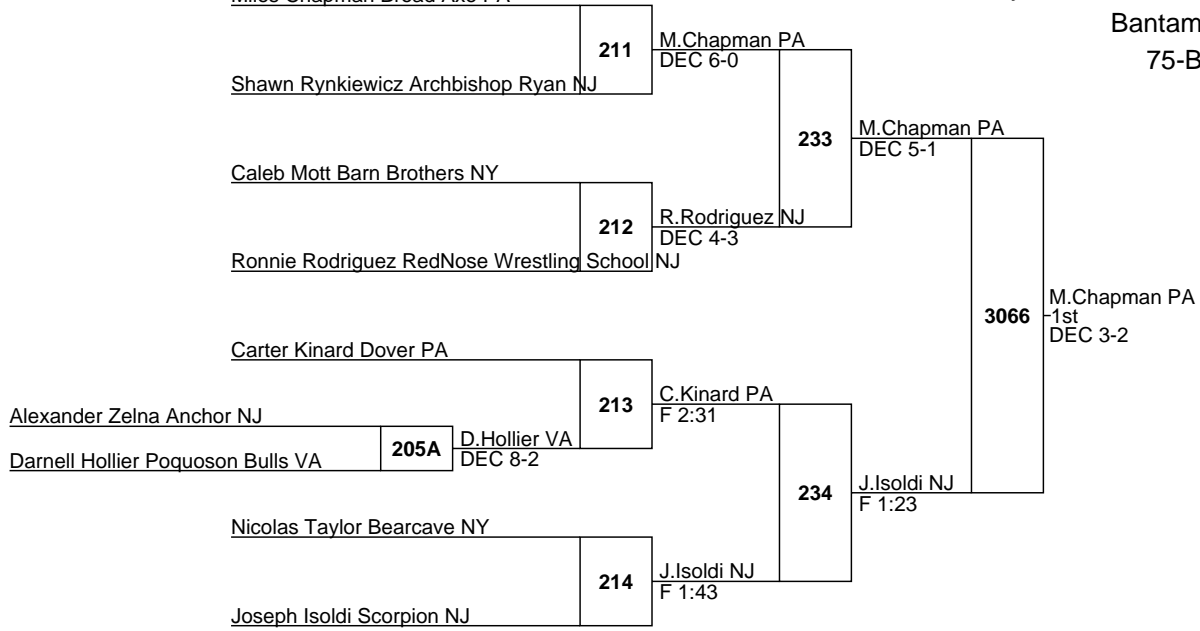 Bantam
75-B
211
M.Chapman PA
DEC 6-0
Shawn Rynkiewicz Archbishop Ryan NJ
233
M.Chapman PA
DEC 5-1
Caleb Mott Barn Brothers NY
212
R.Rodriguez NJ
DEC 4-3
Ronnie Rodriguez RedNose Wrestling School NJ
3066
M.Chapman PA
1st
DEC 3-2
Carter Kinard Dover PA
213
C.Kinard PA
F 2:31
Alexander Zelna Anchor NJ
205A
D.Hollier VA
DEC 8-2
Darnell Hollier Poquoson Bulls VA
234
J.Isoldi NJ
F 1:23
Nicolas Taylor Bearcave NY
214
J.Isoldi NJ
F 1:43
Joseph Isoldi Scorpion NJ